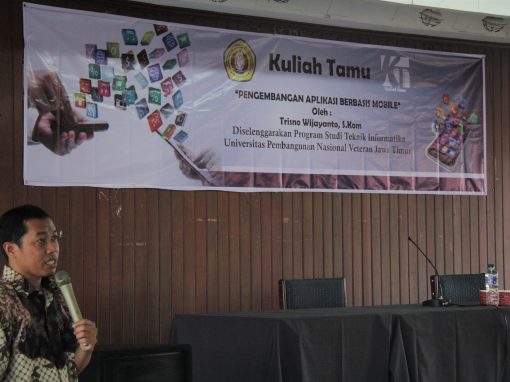 Kuliah Tamu
"PENGEMBANGAN APLIKASI BERBASIS MOBILE"
Oleh :
Trisno Wijayanto, S.Kom
Diselenggarakan Program Studi Teknik Informatika
Universitas Pembangunan Nasional Veteran Jawa Timur